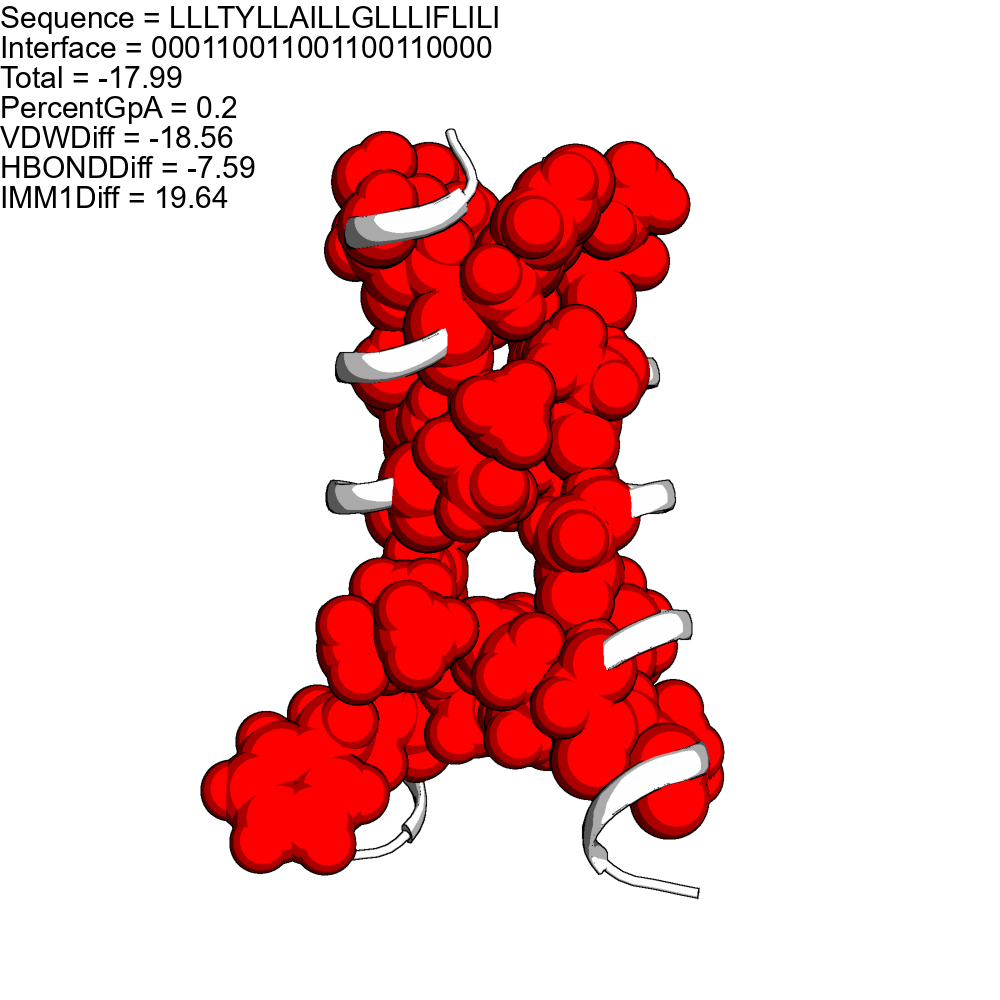 Sequence = LLLTYLLAILLGLLLIFLILI
Interface = 000110011001100110000
Total = -17.99
PercentGpA = 0.2
VDWDiff = -18.56
HBONDDiff = -7.59
IMM1Diff = 19.64